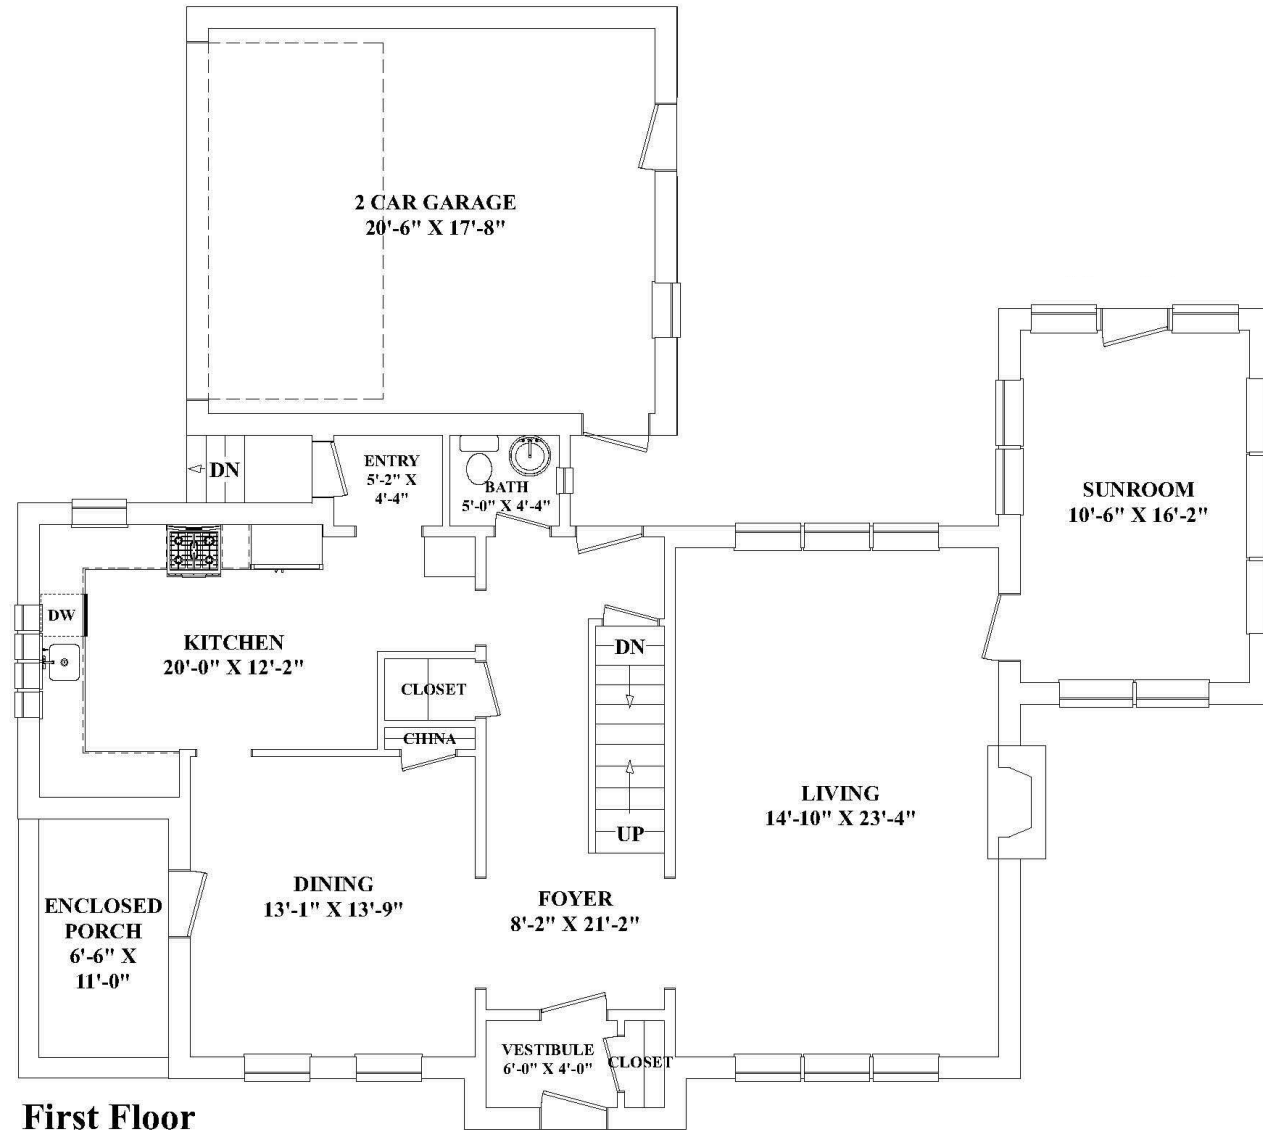 2 CAR GARAGE
20'-6" X 17'-8"
DN
ENTRY
5'-2" X
4'-4"
BATH
5'-0" X 4'-4"
SUNROOM
10'-6" X 16'-2"
DW
KITCHEN
20'-0" X 12'-2"
CLOSET
CHINA
DN
UP
LIVING
14'-10" X 23'-4"
DINING
13'-1" X 13'-9"
FOYER
8'-2" X 21'-2"
ENCLOSED
PORCH
6'-6" X
11'-0"
VESTIBULE
6'-0" X 4'-0"
CLOSET
First Floor